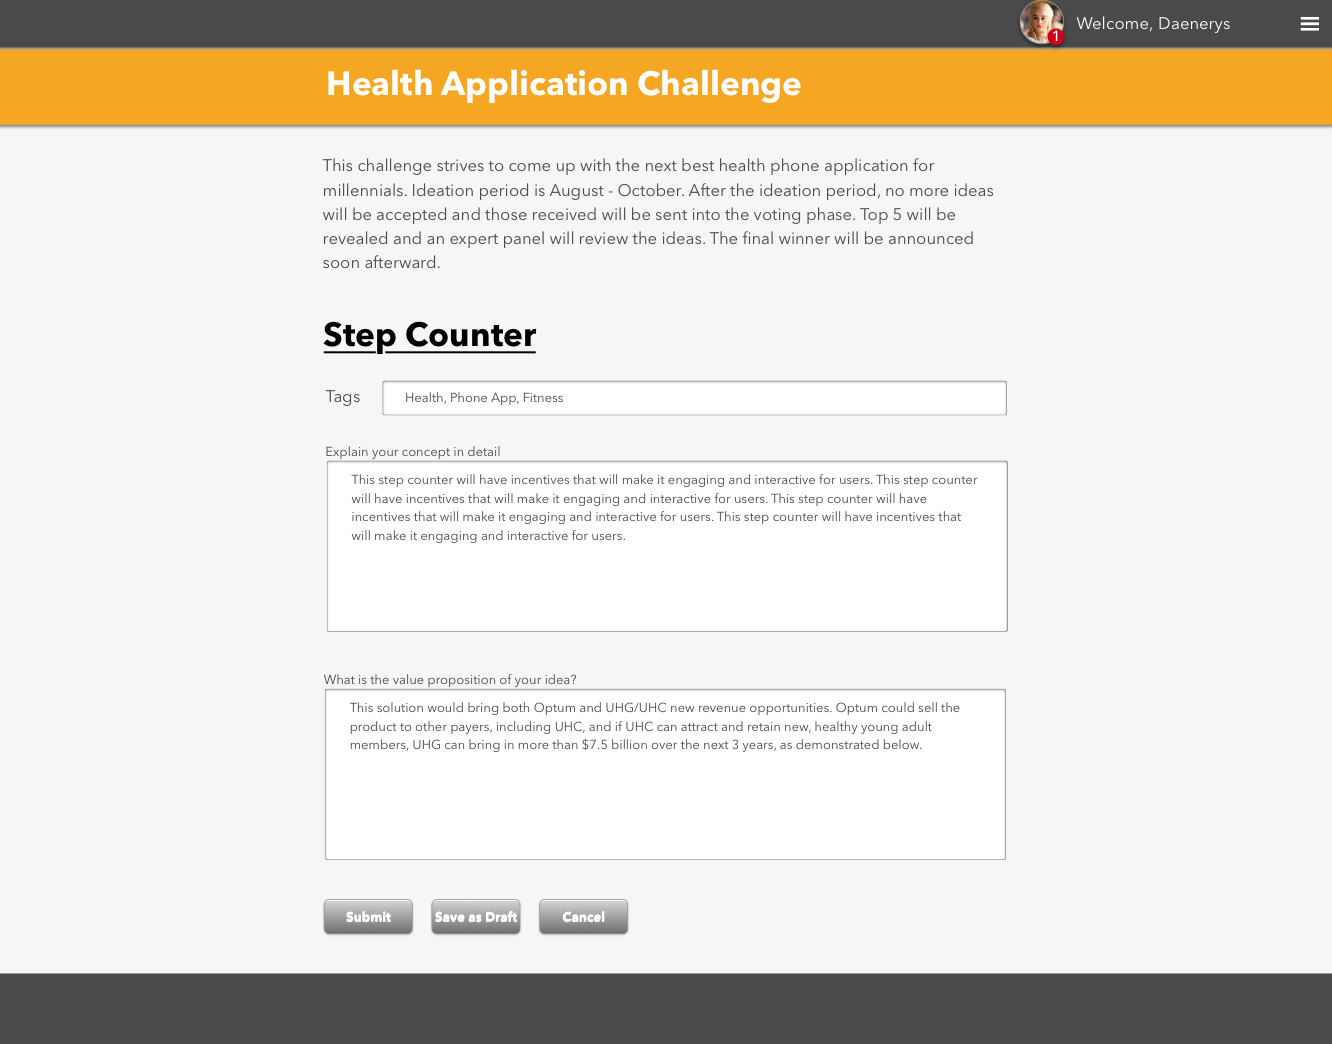 1
Welcome, Daenerys
Health Application Challenge
This challenge strives to come up with the next best health phone application for
millennials. Ideation period is August - October. After the ideation period, no more ideas
will be accepted and those received will be sent into the voting phase. Top 5 will be
revealed and an expert panel will review the ideas. The final winner will be announced
soon afterward.
Step Counter
Tags
Health, Phone App, Fitness
Explain your concept in detail
This step counter will have incentives that will make it engaging and interactive for users. This step counter
will have incentives that will make it engaging and interactive for users. This step counter will have
incentives that will make it engaging and interactive for users. This step counter will have incentives that
will make it engaging and interactive for users.
What is the value proposition of your idea?
This solution would bring both Optum and UHG/UHC new revenue opportunities. Optum could sell the
product to other payers, including UHC, and if UHC can attract and retain new, healthy young adult
members, UHG can bring in more than $7.5 billion over the next 3 years, as demonstrated below.
Submit
Save as Draft
Cancel